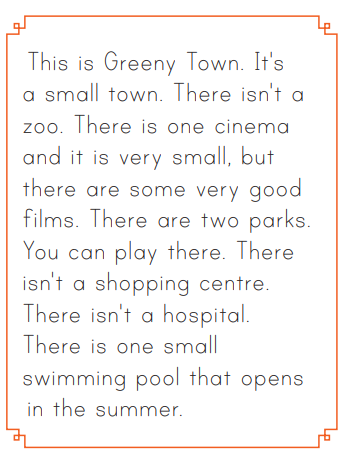 This is Greeny Town. It's
a small town. There isn't a
zoo. There is one cinema
and it is very small, but
there are some very good
films. There are two parks.
You can play there. There
isn't a shopping centre.
There isn't a hospital.
There is one small
swimming pool that opens
in the summer.